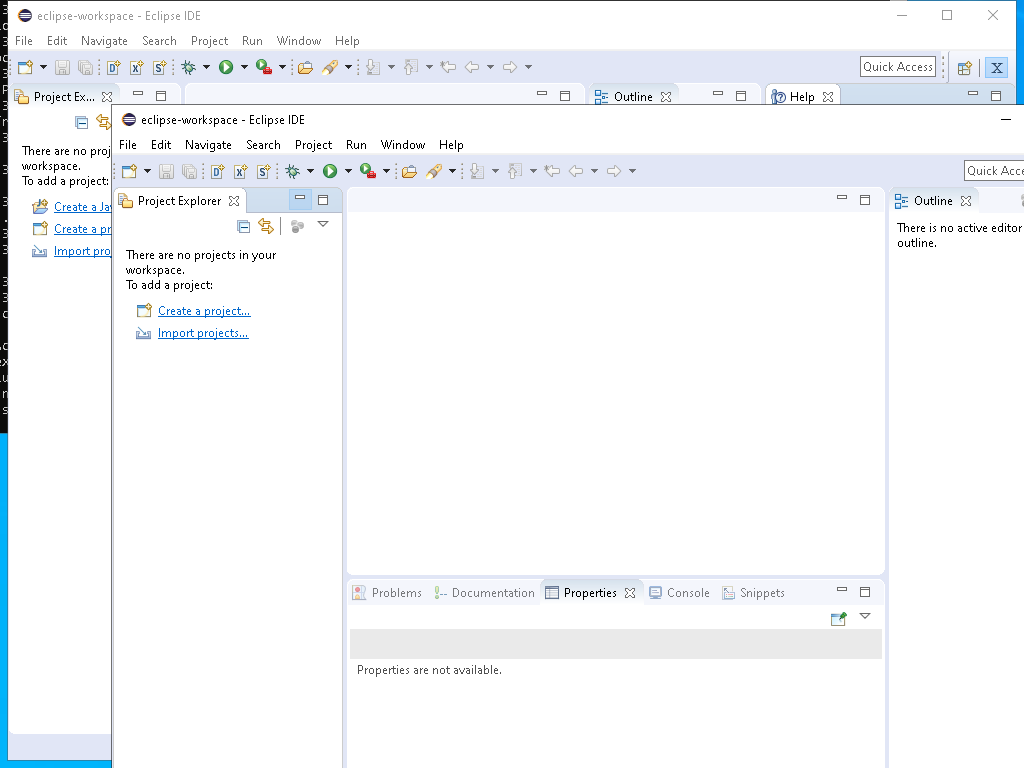 eclipse-workspace - Eclipse IDE
File Edit Navigate Search Project Run Window Help
Quick Access
Project Ex...
Outline
Help
There are no proj
workspace.
To add a project:
Create a Ja
Create a pr
Import proj
eclipse-workspace - Eclipse IDE
File Edit Navigate Search Project Run Window Help
Quick Acce
Project Explorer
There are no projects in your
workspace.
To add a project:
Create a project...
Import projects...
Outline
There is no active editor
outline.
Problems Documentation Properties Console Snippets
Properties are not available.